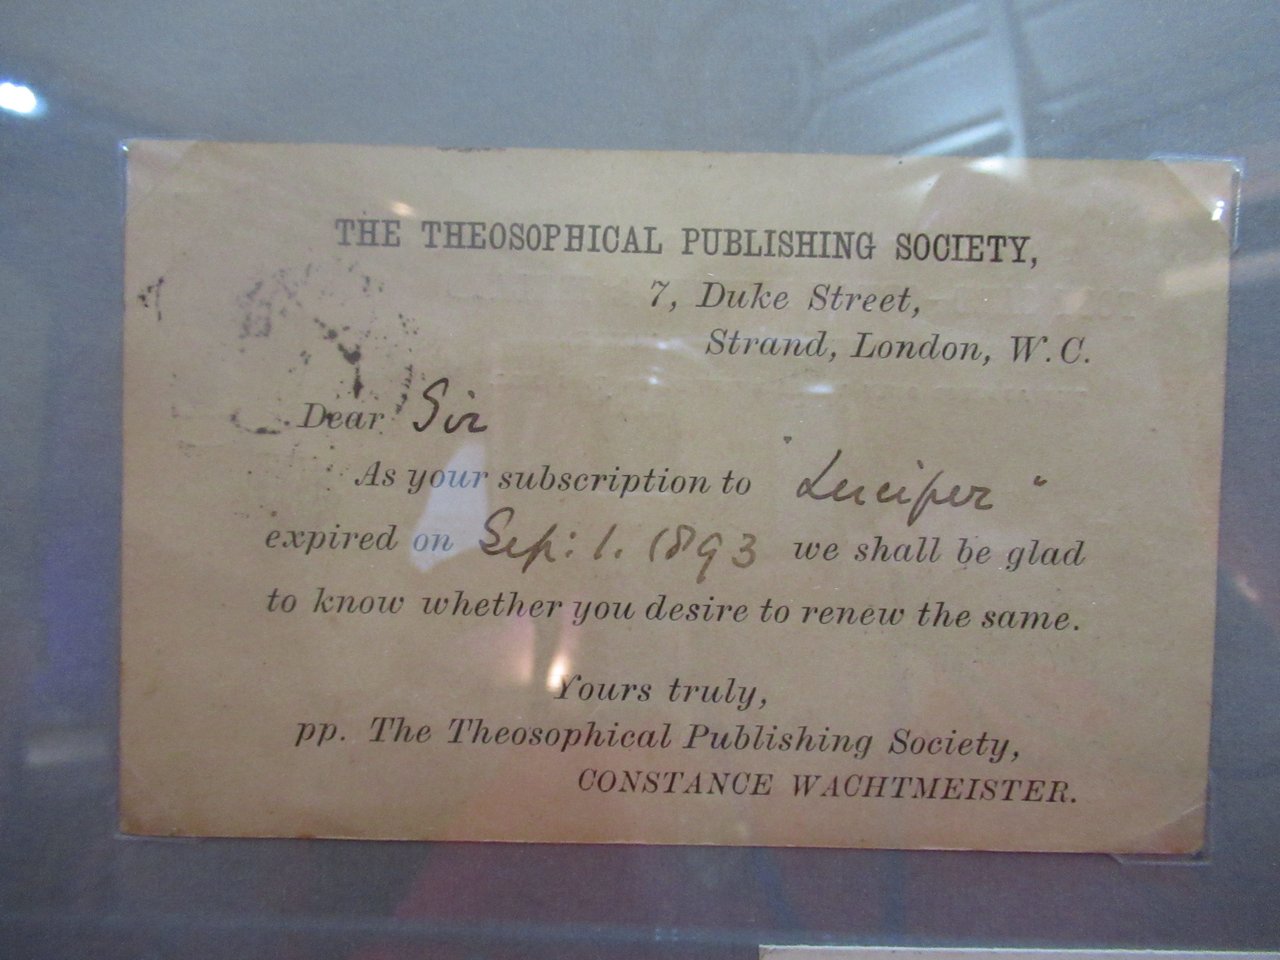 THE THEOSOPHICAL PUBLISHING SOCIETY,
7, Duke Street,
Strand, London, W.C.
Dear Sir
As your subscription to "Lucifer"
expired on Sep: 1. 1893 we shall be glad
to know whether you desire to renew the same.
Yours truly,
pp. The Theosophical Publishing Society,
CONSTANCE WACHTMEISTER.